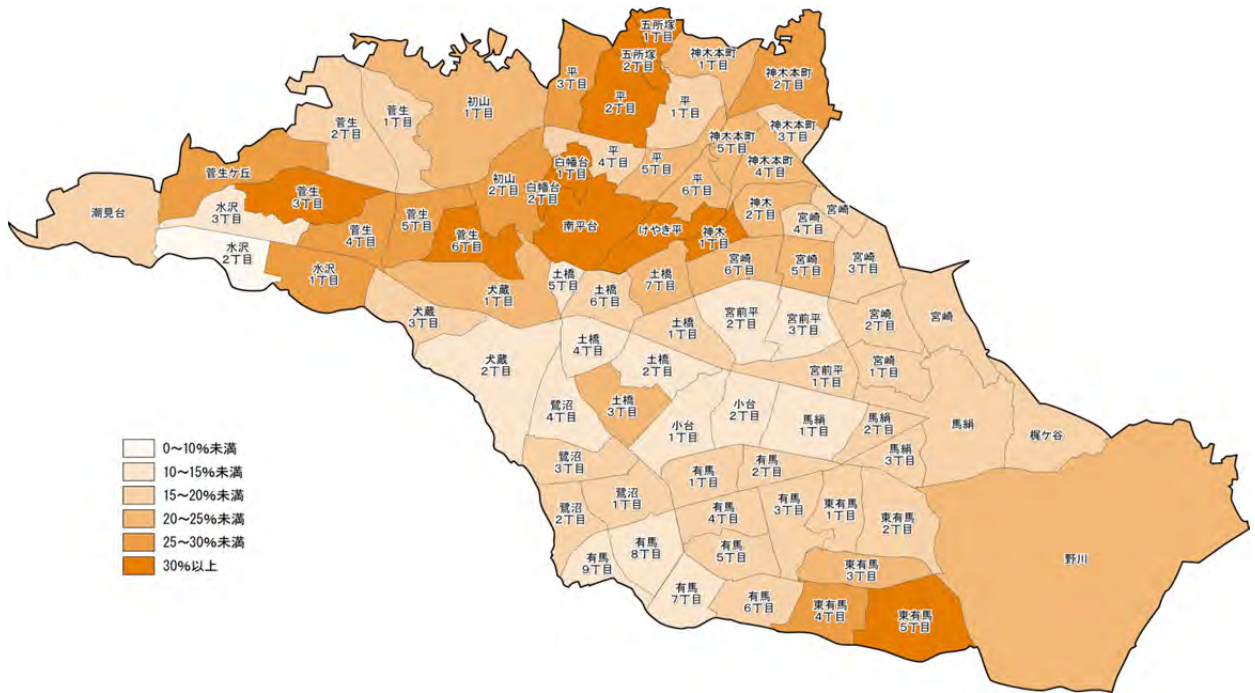 五所塚
1丁目
五所塚
2丁目
神木本町
1丁目
神木本町
2丁目
平
3丁目
平
2丁目
平
1丁目
神木本町
3丁目
初山
1丁目
菅生
1丁目
菅生
2丁目
神木本町
5丁目
神木本町
4丁目
白幡台
1丁目
平
4丁目
平
5丁目
平
6丁目
菅生ケ丘
初山
2丁目
白幡台
2丁目
菅生
3丁目
神木
2丁目
宮崎
4丁目
宮崎
潮見台
水沢
3丁目
菅生
4丁目
菅生
5丁目
菅生
6丁目
南平台
けやき平
神木
1丁目
水沢
2丁目
水沢
1丁目
土橋
5丁目
土橋
6丁目
土橋
7丁目
宮崎
6丁目
宮崎
5丁目
宮崎
3丁目
犬蔵
1丁目
犬蔵
3丁目
土橋
1丁目
宮前平
2丁目
宮前平
3丁目
宮崎
2丁目
宮崎
犬蔵
2丁目
土橋
4丁目
土橋
2丁目
宮前平
1丁目
宮崎
1丁目
鷺沼
4丁目
土橋
3丁目
小台
1丁目
小台
2丁目
馬絹
1丁目
馬絹
2丁目
馬絹
梶ケ谷
馬絹
3丁目
鷺沼
3丁目
有馬
1丁目
有馬
2丁目
鷺沼
2丁目
鷺沼
1丁目
有馬
4丁目
有馬
3丁目
東有馬
1丁目
東有馬
2丁目
有馬
9丁目
有馬
8丁目
有馬
5丁目
東有馬
3丁目
野川
有馬
7丁目
有馬
6丁目
東有馬
4丁目
東有馬
5丁目
0～10%未満
10～15%未満
15～20%未満
20～25%未満
25～30%未満
30%以上